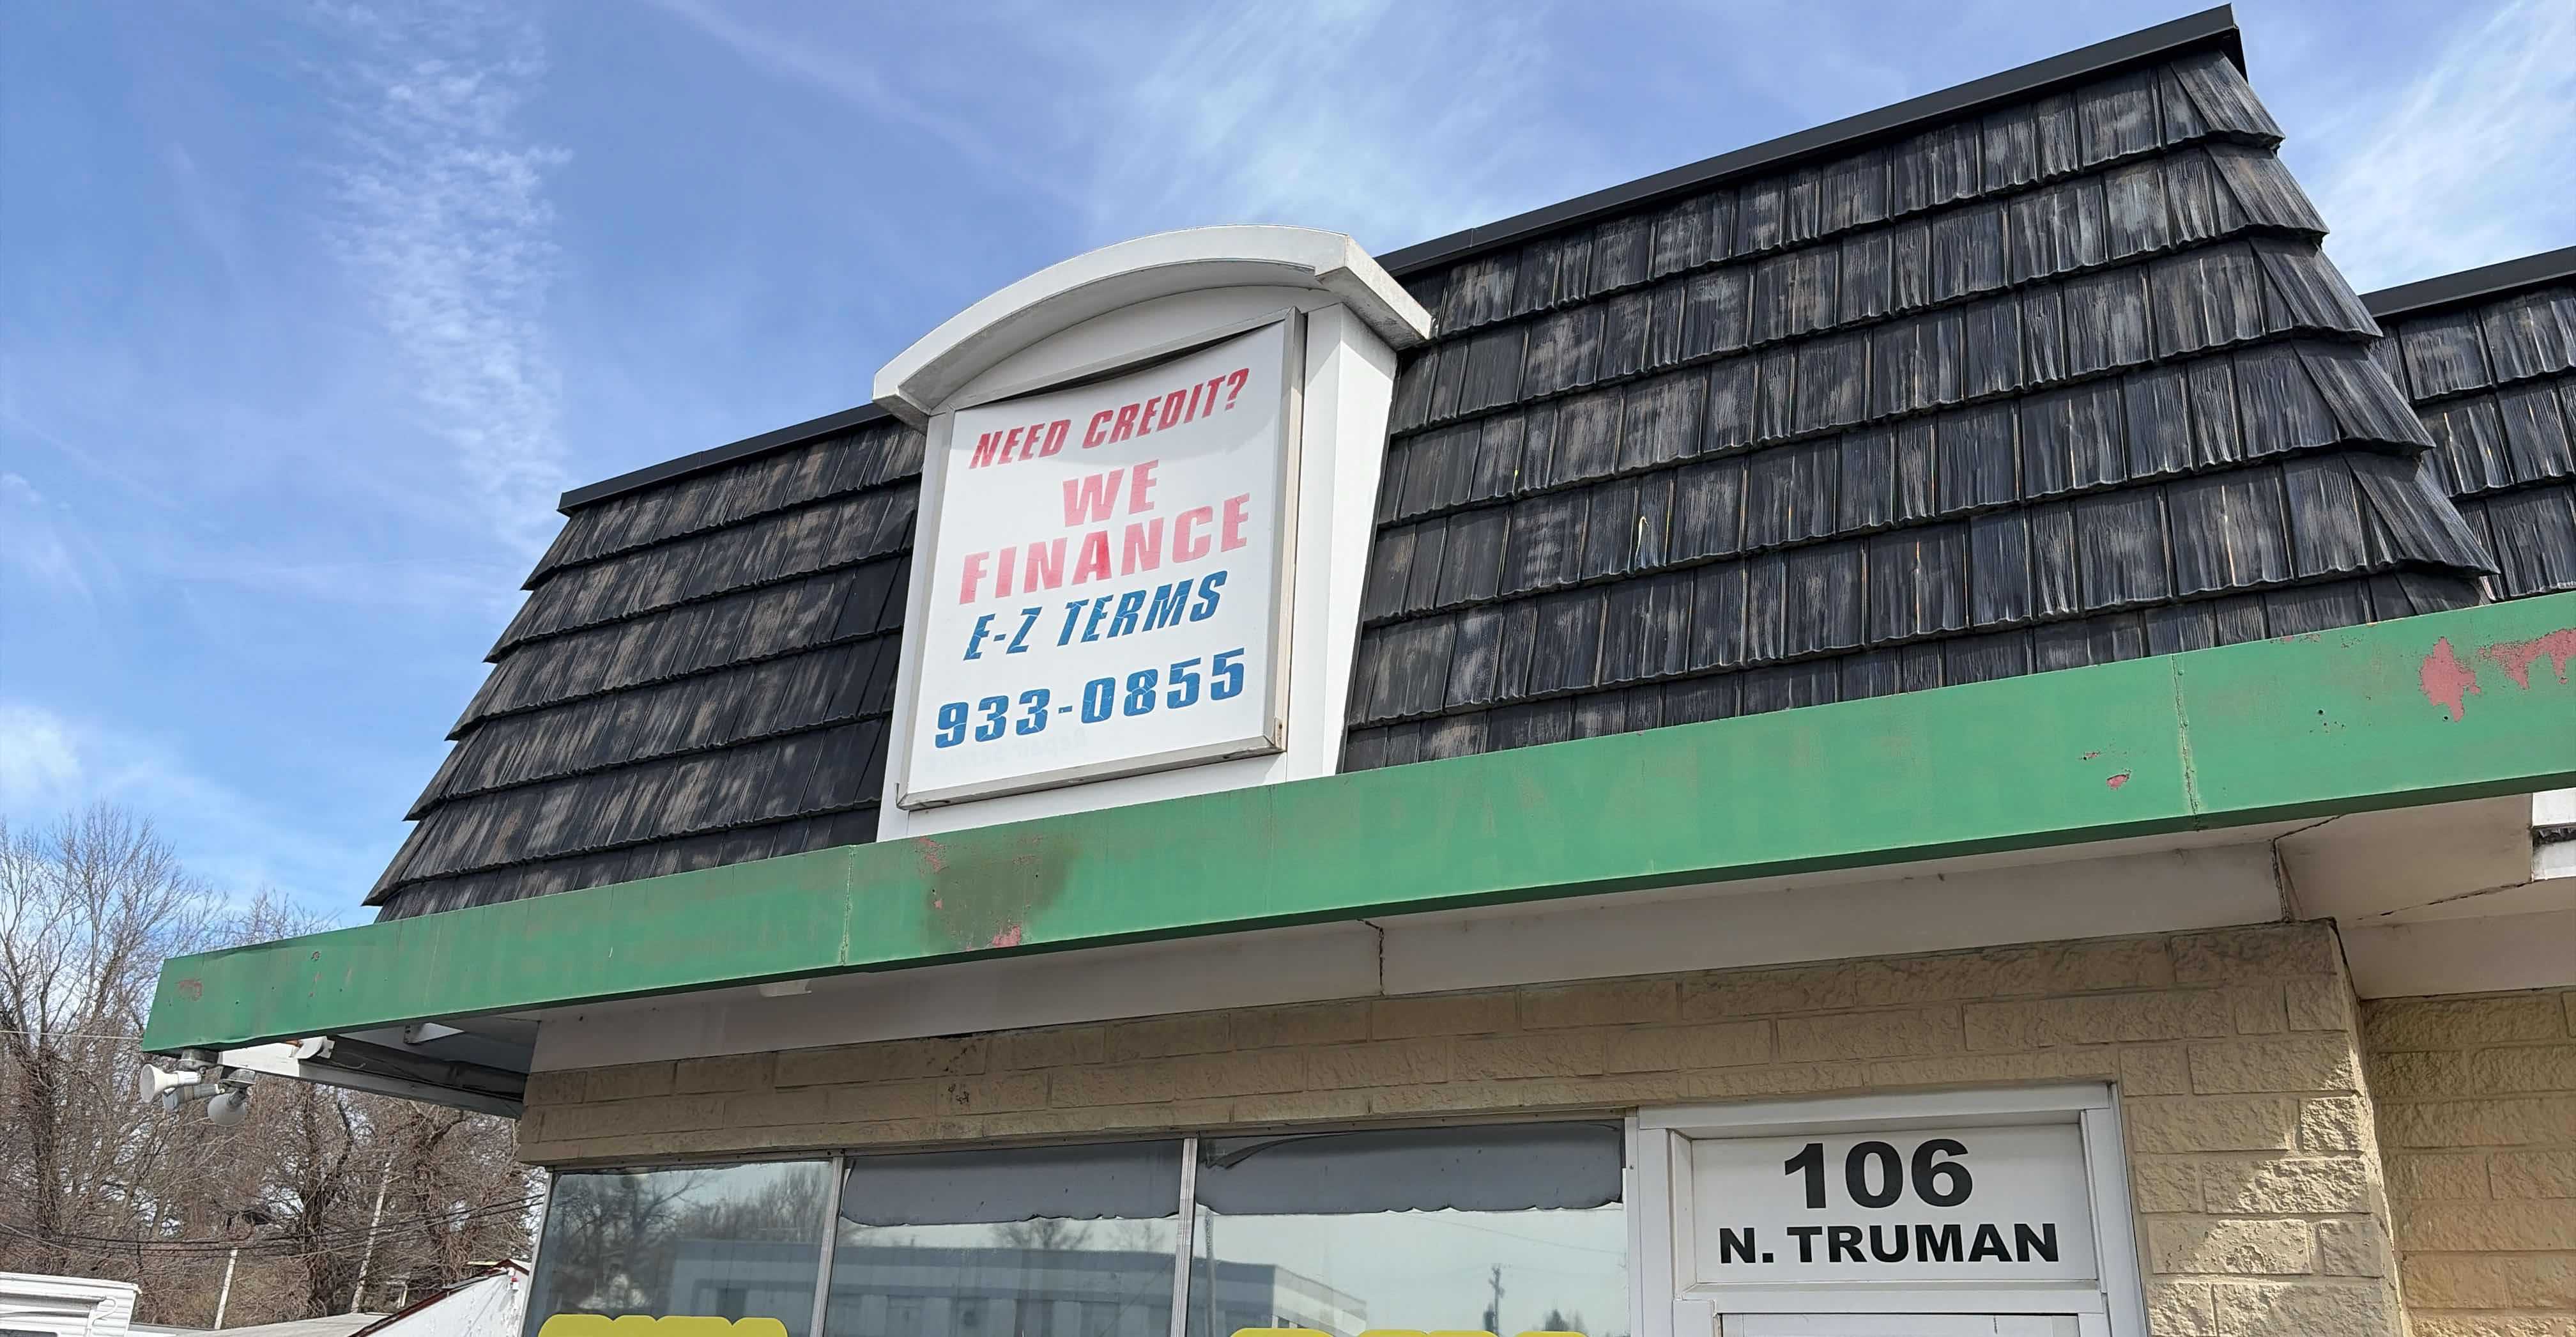 NEED CREDIT?
WE
FINANCE
E-Z TERMS
933-0855
106
N. TRUMAN